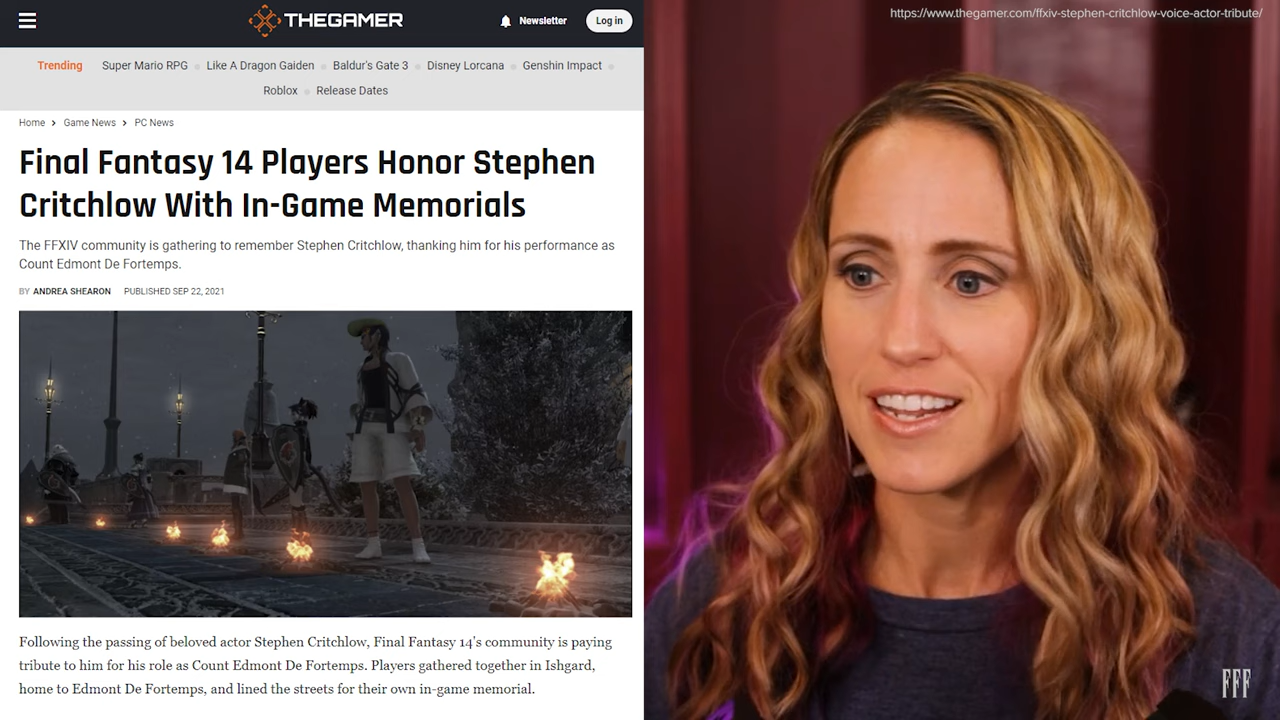 THEGAMER
Newsletter
Log in
https://www.thegamer.com/ffxiv-stephen-critchlow-voice-actor-tribute/
Trending Super Mario RPG Like A Dragon Gaiden Baldur's Gate 3 Disney Lorcana Genshin Impact
Roblox Release Dates
Home > Game News > PC News
Final Fantasy 14 Players Honor Stephen
Critchlow With In-Game Memorials
The FFXIV community is gathering to remember Stephen Critchlow, thanking him for his performance as
Count Edmont De Fortemps.
BY ANDREA SHEARON PUBLISHED SEP 22, 2021
Following the passing of beloved actor Stephen Critchlow, Final Fantasy 14's community is paying
tribute to him for his role as Count Edmont De Fortemps. Players gathered together in Ishgard,
home to Edmont De Fortemps, and lined the streets for their own in-game memorial.
FFF